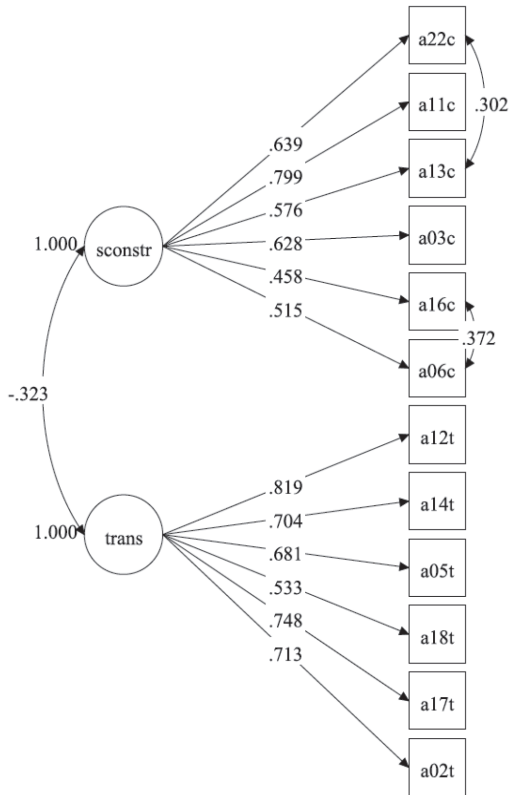 a22c
a11c
.302
.639
.799
a13c
.576
1.000
sconstr
.628
a03c
.458
a16c
.515
.372
a06c
-.323
a12t
.819
a14t
.704
1.000
trans
.681
a05t
.533
a18t
.748
.713
a17t
a02t